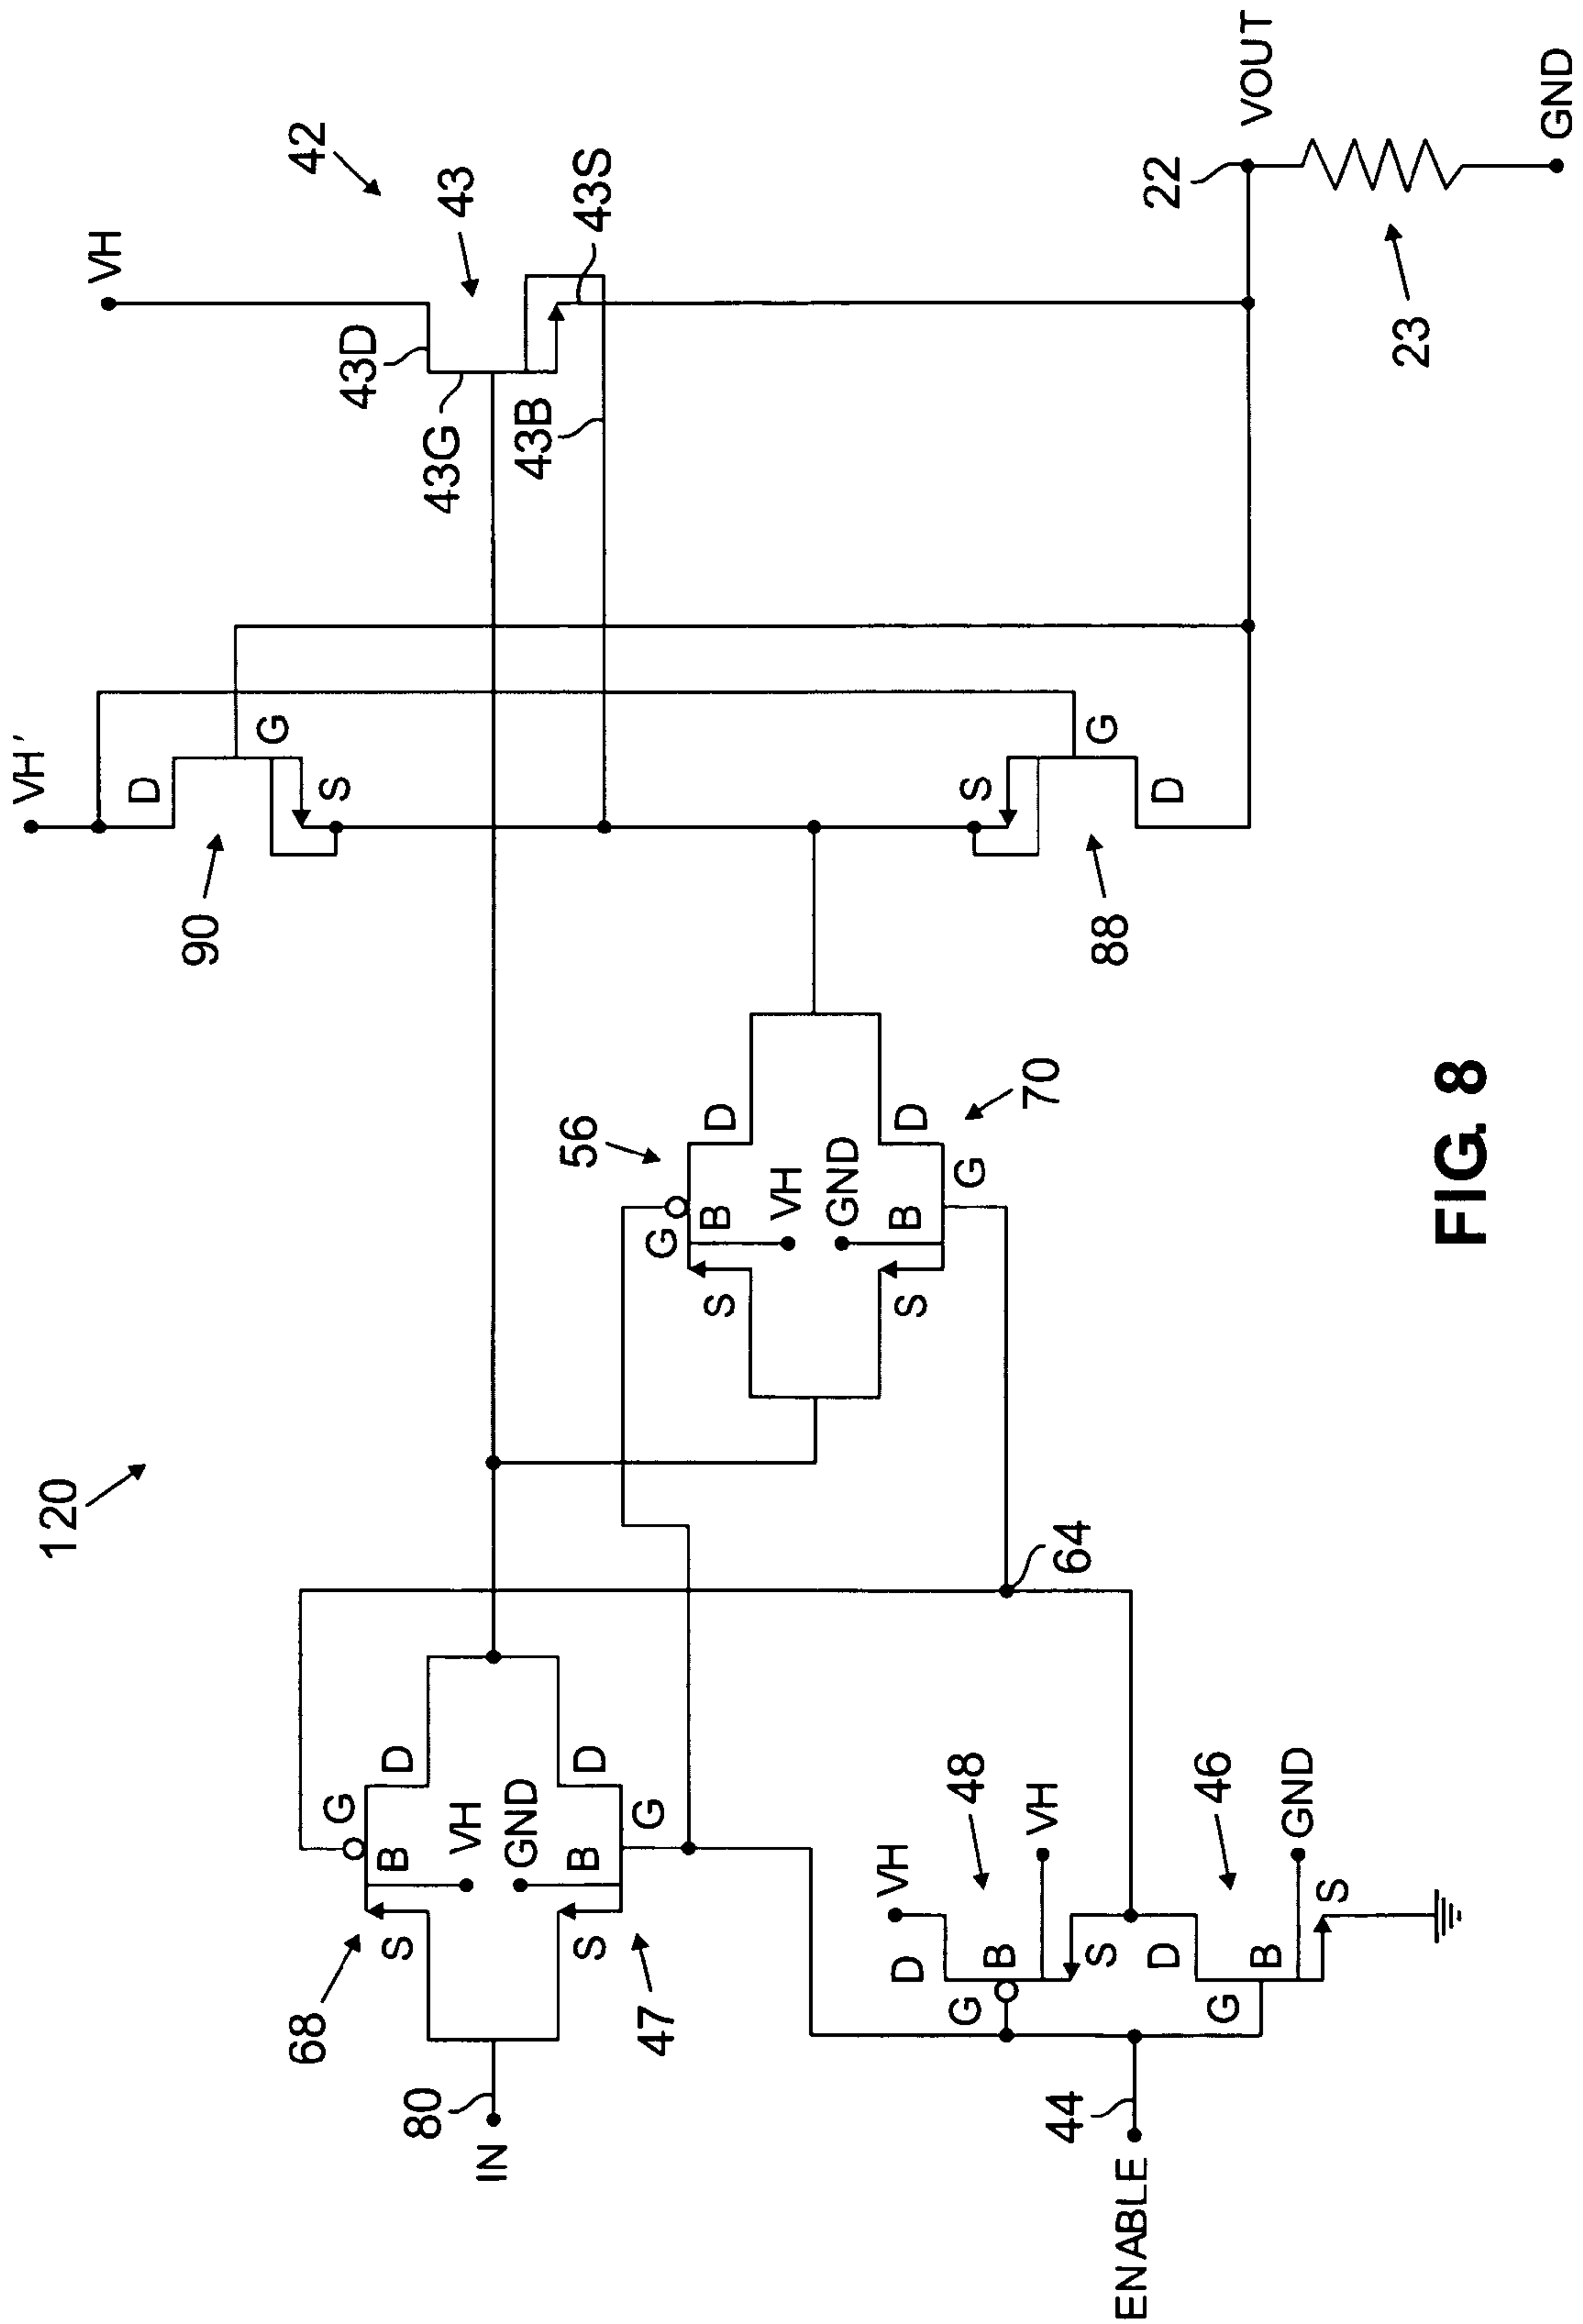 120
VH'
VH
42
D
43D
43
90
G
S
43G
43B
43S
68
G
D
B
VH
GND
B
D
S
S
G
47
80
IN
56
G
B
D
VH
GND
B
D
S
S
G
70
S
G
D
88
22
VOUT
23
GND
64
44
ENABLE
VH
48
D
B
VH
G
S
D
46
B
GND
G
S
FIG. 8